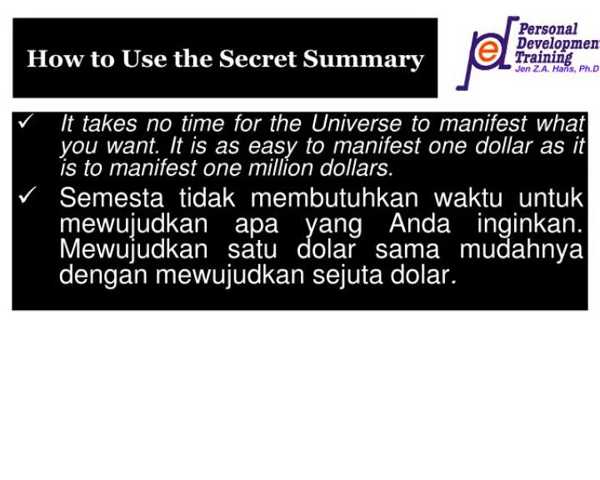 How to Use the Secret Summary
Personal
Developmen
Training
Jen Z.A. Hans, Ph.D
✓ It takes no time for the Universe to manifest what
you want. It is as easy to manifest one dollar as it
is to manifest one million dollars.
✓ Semesta tidak membutuhkan waktu untuk
mewujudkan apa yang Anda inginkan.
Mewujudkan satu dolar sama mudahnya
dengan mewujudkan sejuta dolar.